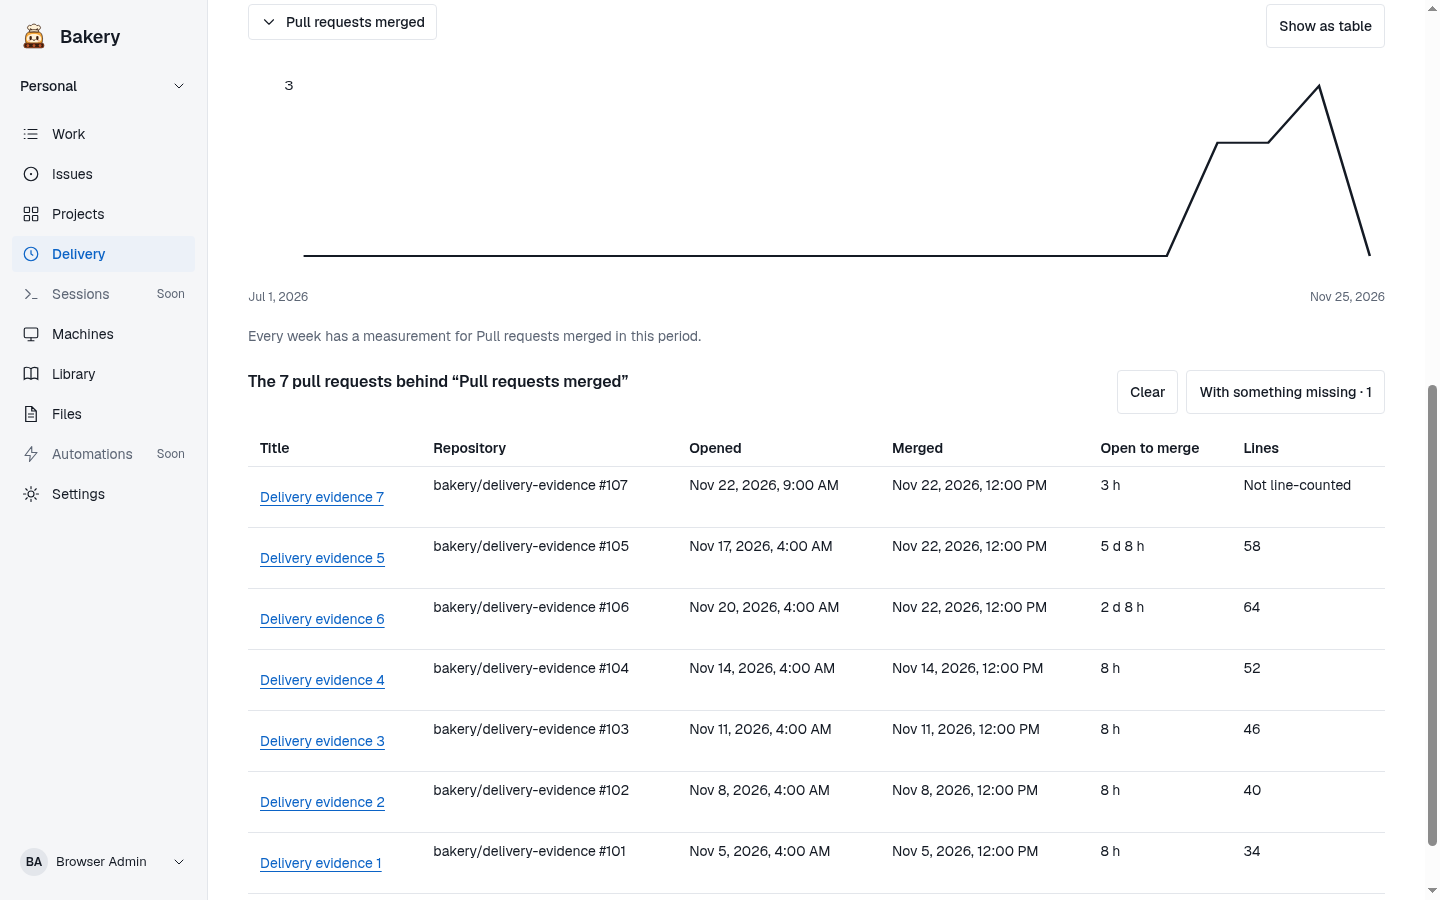 Bakery
Personal
Work
Issues
Projects
Delivery
Sessions Soon
Machines
Library
Files
Automations Soon
Settings
BA Browser Admin
Pull requests merged
Show as table
3
Jul 1, 2026 Nov 25, 2026
Every week has a measurement for Pull requests merged in this period.
The 7 pull requests behind “Pull requests merged”
Clear
With something missing · 1
Title Repository Opened Merged Open to merge Lines
Delivery evidence 7 bakery/delivery-evidence #107 Nov 22, 2026, 9:00 AM Nov 22, 2026, 12:00 PM 3 h Not line-counted
Delivery evidence 5 bakery/delivery-evidence #105 Nov 17, 2026, 4:00 AM Nov 22, 2026, 12:00 PM 5 d 8 h 58
Delivery evidence 6 bakery/delivery-evidence #106 Nov 20, 2026, 4:00 AM Nov 22, 2026, 12:00 PM 2 d 8 h 64
Delivery evidence 4 bakery/delivery-evidence #104 Nov 14, 2026, 4:00 AM Nov 14, 2026, 12:00 PM 8 h 52
Delivery evidence 3 bakery/delivery-evidence #103 Nov 11, 2026, 4:00 AM Nov 11, 2026, 12:00 PM 8 h 46
Delivery evidence 2 bakery/delivery-evidence #102 Nov 8, 2026, 4:00 AM Nov 8, 2026, 12:00 PM 8 h 40
Delivery evidence 1 bakery/delivery-evidence #101 Nov 5, 2026, 4:00 AM Nov 5, 2026, 12:00 PM 8 h 34